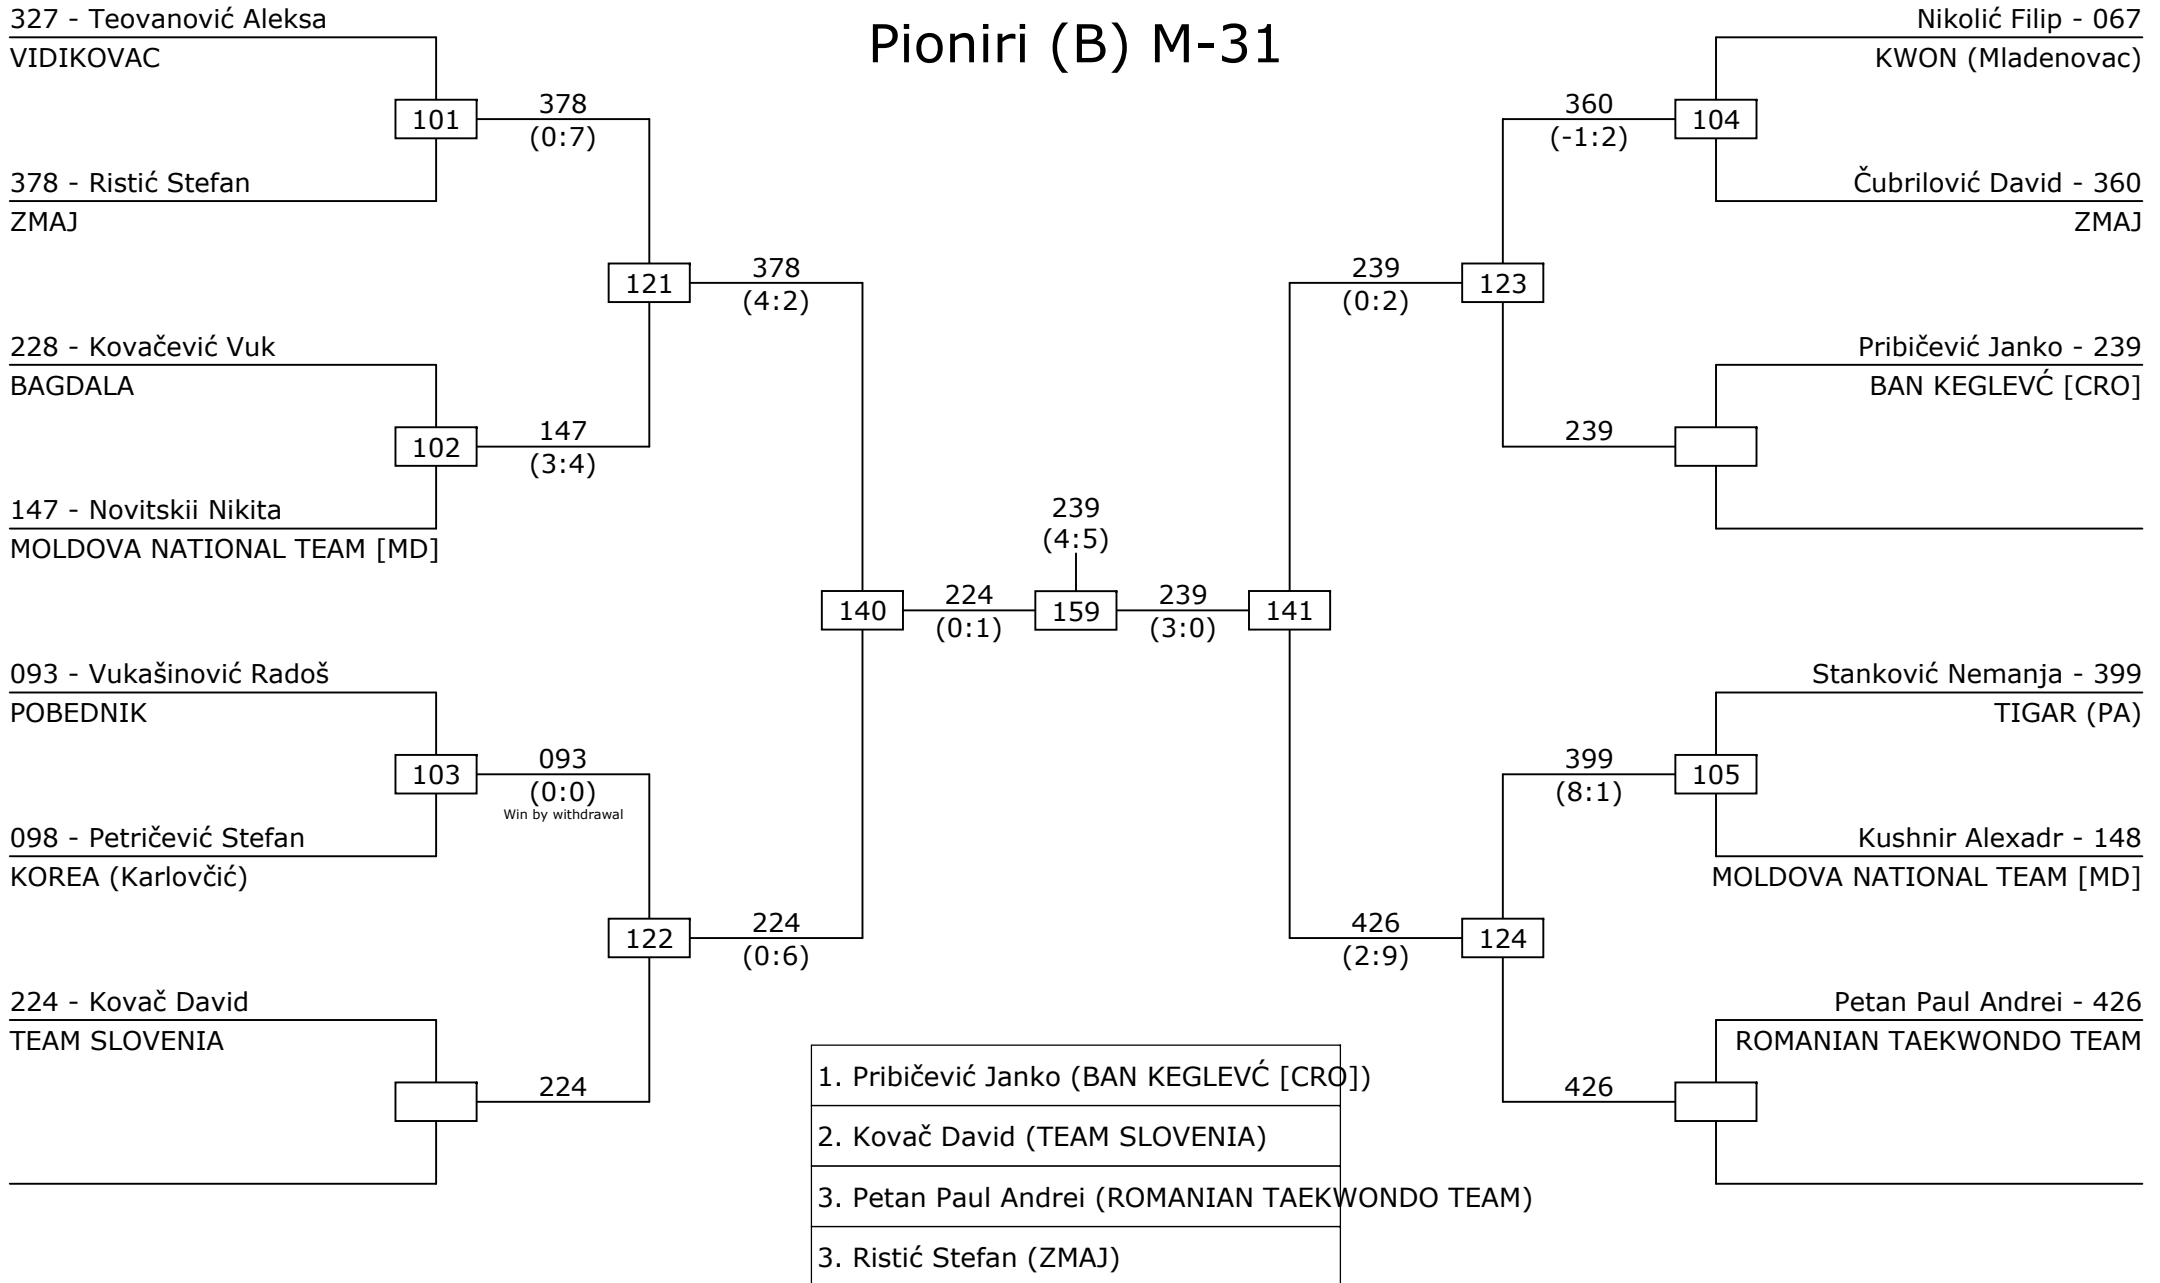 Pioniri (B) M-31
327 - Teovanović Aleksa
VIDIKOVAC
101
378
(0:7)
378 - Ristić Stefan
ZMAJ
121
378
(4:2)
228 - Kovačević Vuk
BAGDALA
102
147
(3:4)
147 - Novitskii Nikita
MOLDOVA NATIONAL TEAM [MD]
140
224
(0:1)
093 - Vukašinović Radoš
POBEDNIK
103
093
(0:0)
Win by withdrawal
098 - Petričević Stefan
KOREA (Karlovčić)
122
224
(0:6)
224 - Kovač David
TEAM SLOVENIA
224
239
(4:5)
159
Nikolić Filip - 067
KWON (Mladenovac)
360
(-1:2)
104
Čubrilović David - 360
ZMAJ
239
(0:2)
123
Pribičević Janko - 239
BAN KEGLEVĆ [CRO]
239
239
(3:0)
141
Stanković Nemanja - 399
TIGAR (PA)
399
(8:1)
105
Kushnir Alexadr - 148
MOLDOVA NATIONAL TEAM [MD]
426
(2:9)
124
Petan Paul Andrei - 426
ROMANIAN TAEKWONDO TEAM
426
1. Pribičević Janko (BAN KEGLEVĆ [CRO])
2. Kovač David (TEAM SLOVENIA)
3. Petan Paul Andrei (ROMANIAN TAEKWONDO TEAM)
3. Ristić Stefan (ZMAJ)